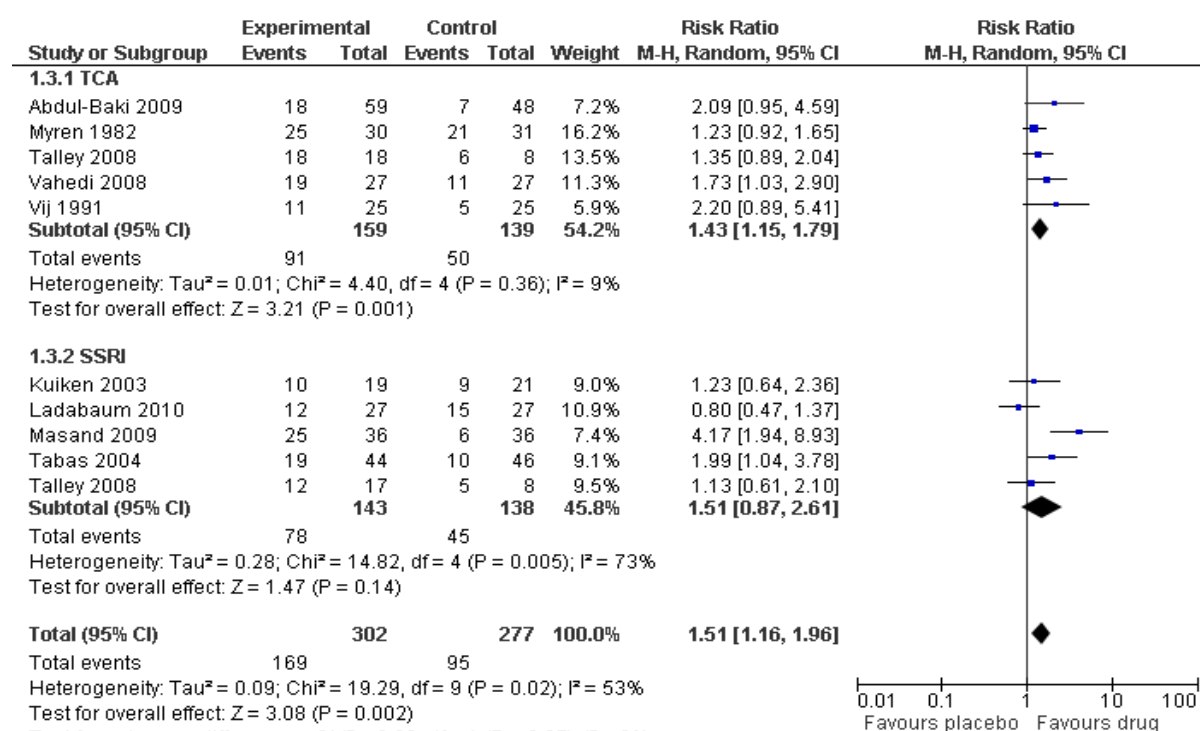 Experimental Control Risk Ratio Risk Ratio
Study or Subgroup Events Total Events Total Weight M-H, Random, 95% CI M-H, Random, 95% CI
1.3.1 TCA
Abdul-Baki 2009 18 59 7 48 7.2% 2.09 [0.95, 4.59]
Myren 1982 25 30 21 31 16.2% 1.23 [0.92, 1.65]
Talley 2008 18 18 6 8 13.5% 1.35 [0.89, 2.04]
Vahedi 2008 19 27 11 27 11.3% 1.73 [1.03, 2.90]
Vij 1991 11 25 5 25 5.9% 2.20 [0.89, 5.41]
Subtotal (95% CI) 159 139 54.2% 1.43 [1.15, 1.79]
Total events 91 50
Heterogeneity: Tau² = 0.01; Chi² = 4.40, df = 4 (P = 0.36); I² = 9%
Test for overall effect: Z = 3.21 (P = 0.001)
1.3.2 SSRI
Kuiken 2003 10 19 9 21 9.0% 1.23 [0.64, 2.36]
Ladabaum 2010 12 27 15 27 10.9% 0.80 [0.47, 1.37]
Masand 2009 25 36 6 36 7.4% 4.17 [1.94, 8.93]
Tabas 2004 19 44 10 46 9.1% 1.99 [1.04, 3.78]
Talley 2008 12 17 5 8 9.5% 1.13 [0.61, 2.10]
Subtotal (95% CI) 143 138 45.8% 1.51 [0.87, 2.61]
Total events 78 45
Heterogeneity: Tau² = 0.28; Chi² = 14.82, df = 4 (P = 0.005); I² = 73%
Test for overall effect: Z = 1.47 (P = 0.14)
Total (95% CI) 302 277 100.0% 1.51 [1.16, 1.96]
Total events 169 95
Heterogeneity: Tau² = 0.09; Chi² = 19.29, df = 9 (P = 0.02); I² = 53%
Test for overall effect: Z = 3.08 (P = 0.002)
0.01 0.1 1 10 100
Favours placebo Favours drug